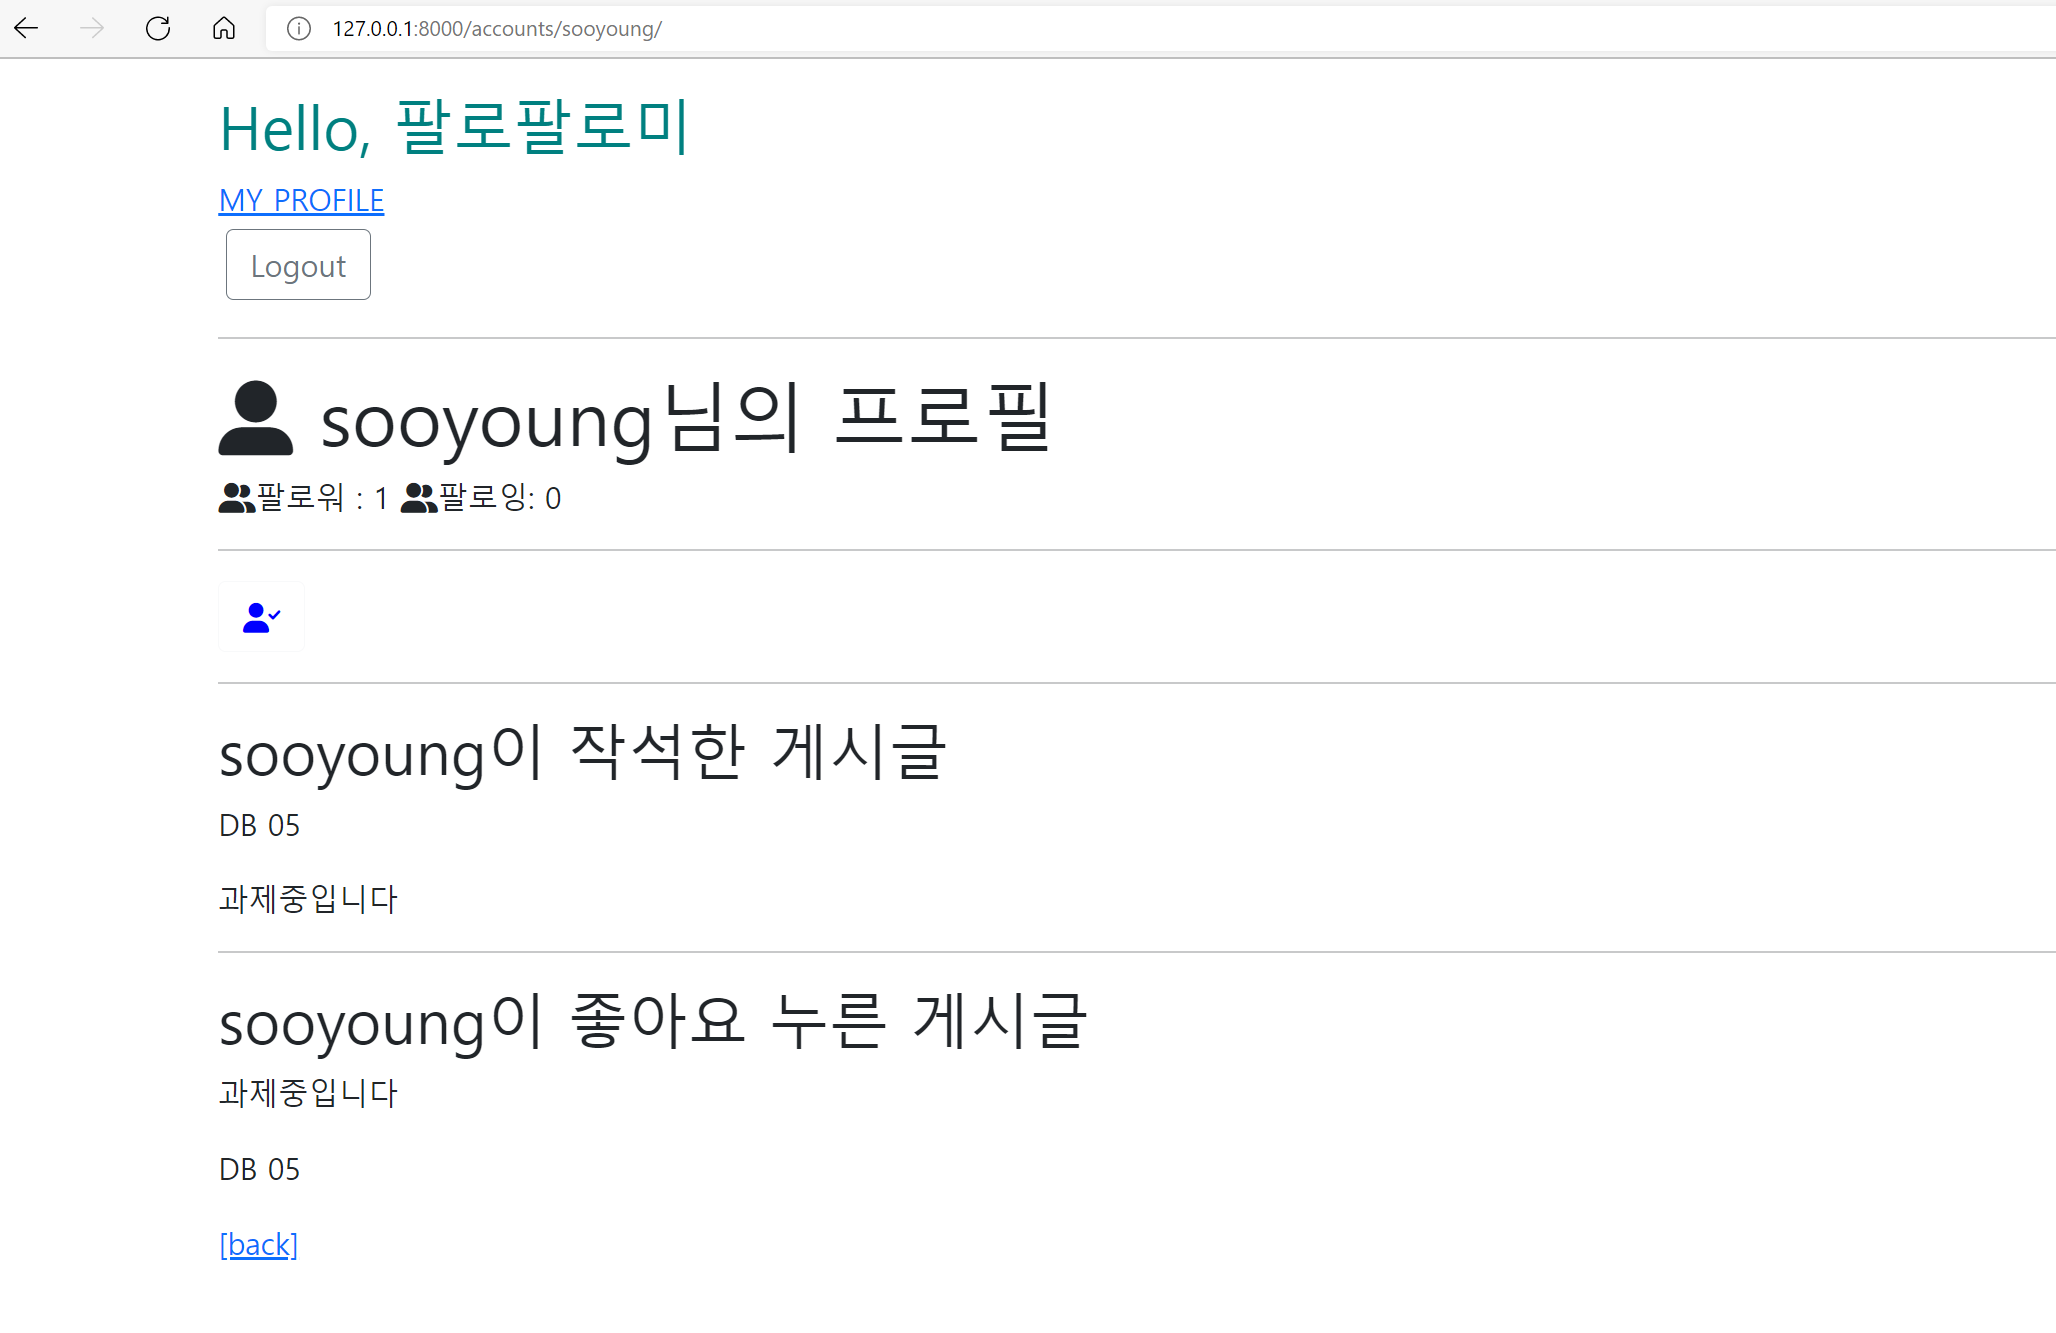 127.0.0.1:8000/accounts/sooyoung/
Hello, 팔로팔로미
MY PROFILE
Logout
sooyoung님의 프로필
팔로워 : 1 팔로잉: 0
sooyoung이 작석한 게시글
DB 05
과제중입니다
sooyoung이 좋아요 누른 게시글
과제중입니다
DB 05
[back]